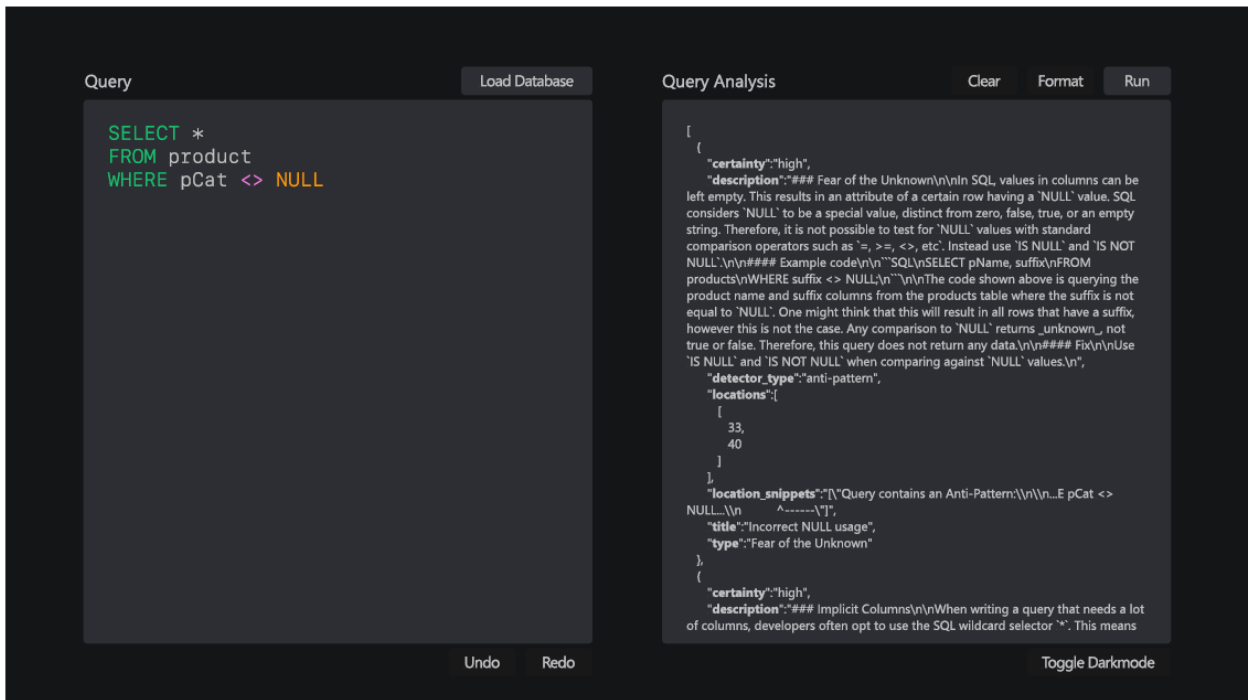 Query
Load Database
SELECT *
FROM product
WHERE pCat <> NULL
Undo
Redo
Query Analysis
Clear
Format
Run
[
{
"certainty":"high",
"description":"### Fear of the Unknown\n\nIn SQL, values in columns can be
left empty. This results in an attribute of a certain row having a `NULL` value. SQL
considers `NULL` to be a special value, distinct from zero, false, true, or an empty
string. Therefore, it is not possible to test for `NULL` values with standard
comparison operators such as `=, >=, <>, etc`. Instead use `IS NULL` and `IS NOT
NULL`.\n\n#### Example code\n\n```SQL\nSELECT pName, suffix\nFROM
products\nWHERE suffix <> NULL;\n```\n\nThe code shown above is querying the
product name and suffix columns from the products table where the suffix is not
equal to `NULL`. One might think that this will result in all rows that have a suffix,
however this is not the case. Any comparison to `NULL` returns _unknown_, not
true or false. Therefore, this query does not return any data.\n\n#### Fix\n\nUse
`IS NULL` and `IS NOT NULL` when comparing against `NULL` values.\n",
"detector_type":"anti-pattern",
"locations":[
[
33,
40
]
],
"location_snippets":"[\"Query contains an Anti-Pattern:\\n\\n...E pCat <>
NULL...\\n ^------\"]",
"title":"Incorrect NULL usage",
"type":"Fear of the Unknown"
},
{
"certainty":"high",
"description":"### Implicit Columns\n\nWhen writing a query that needs a lot
of columns, developers often opt to use the SQL wildcard selector `*`. This means
Toggle Darkmode